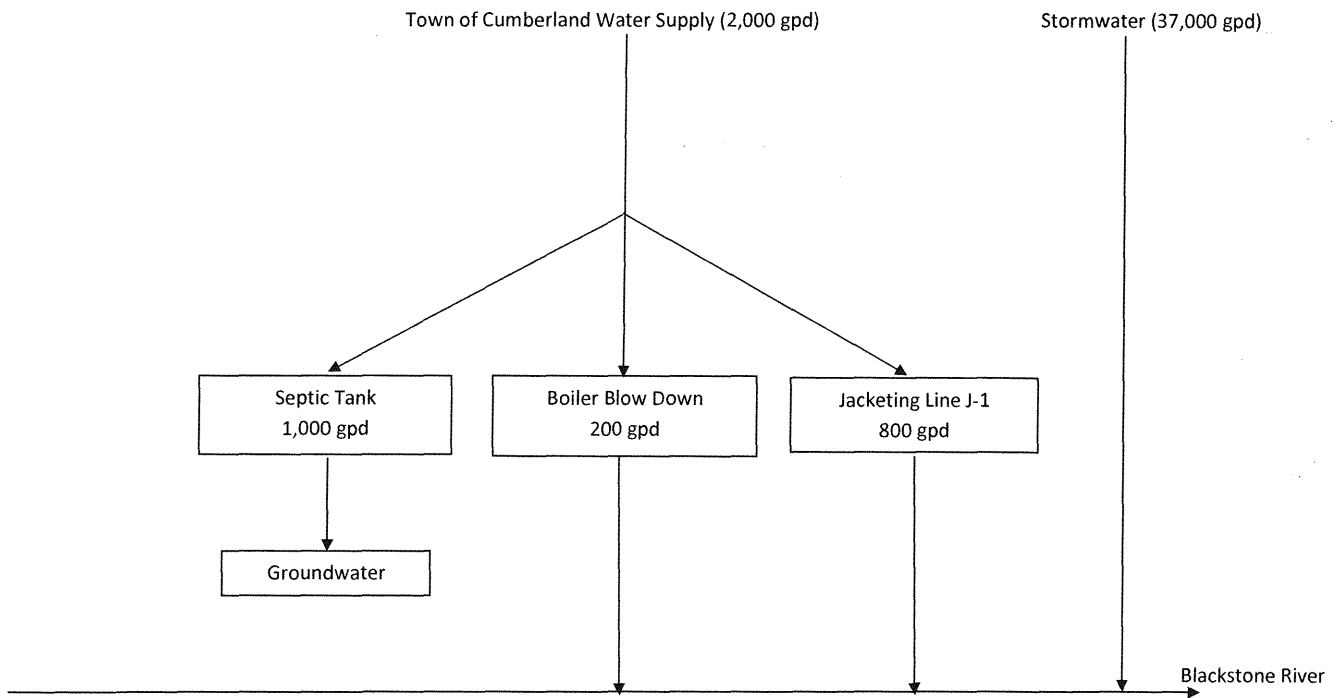 Town of Cumberland Water Supply (2,000 gpd)
Stormwater (37,000 gpd)
Septic Tank
1,000 gpd
Boiler Blow Down
200 gpd
Jacketing Line J-1
800 gpd
Groundwater
Blackstone River